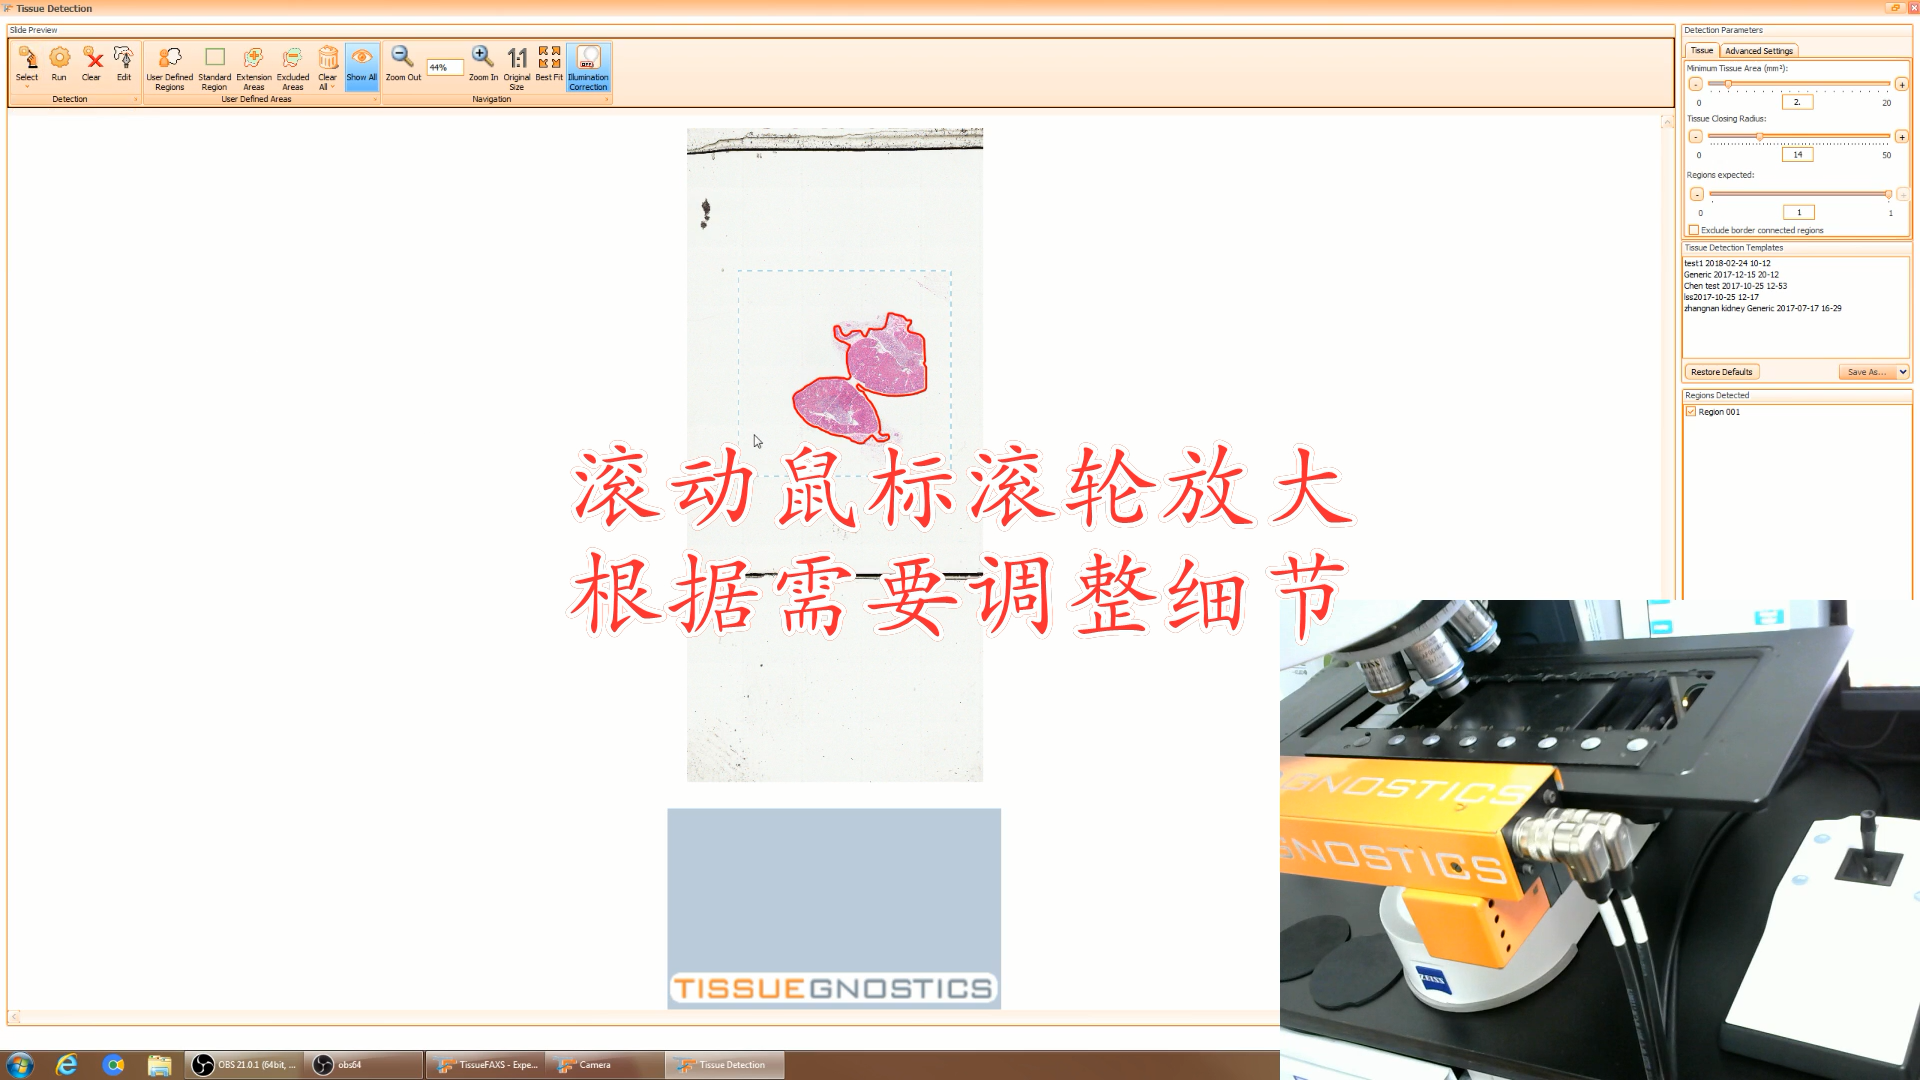 Tissue Detection
Slide Preview
Select
Run
Clear
Edit
Detection
User Defined Regions
Standard Region
Extension Areas
Excluded Areas
Clear All
Show All
User Defined Areas
Zoom Out
44%
Zoom In
1:1
Original Size
Best Fit
OFF
Illumination Correction
Navigation
Detection Parameters
Tissue
Advanced Settings
Minimum Tissue Area (mm²):
0
2.
20
Tissue Closing Radius:
0
14
50
Regions expected:
0
1
1
Exclude border connected regions
Tissue Detection Templates
test1 2018-02-24 10-12
Generic 2017-12-15 20-12
Chen test 2017-10-25 12-53
lss2017-10-25 12-17
zhangnan kidney Generic 2017-07-17 16-29
Restore Defaults
Save As...
Regions Detected
Region 001
滚动鼠标滚轮放大
根据需要调整细节
TISSUEGNOSTICS
GNOSTICS
GNOSTICS
ZEISS
ZEISS
OBS 21.0.1 (64bit, ...
obs64
TissueFAXS - Expe...
Camera
Tissue Detection